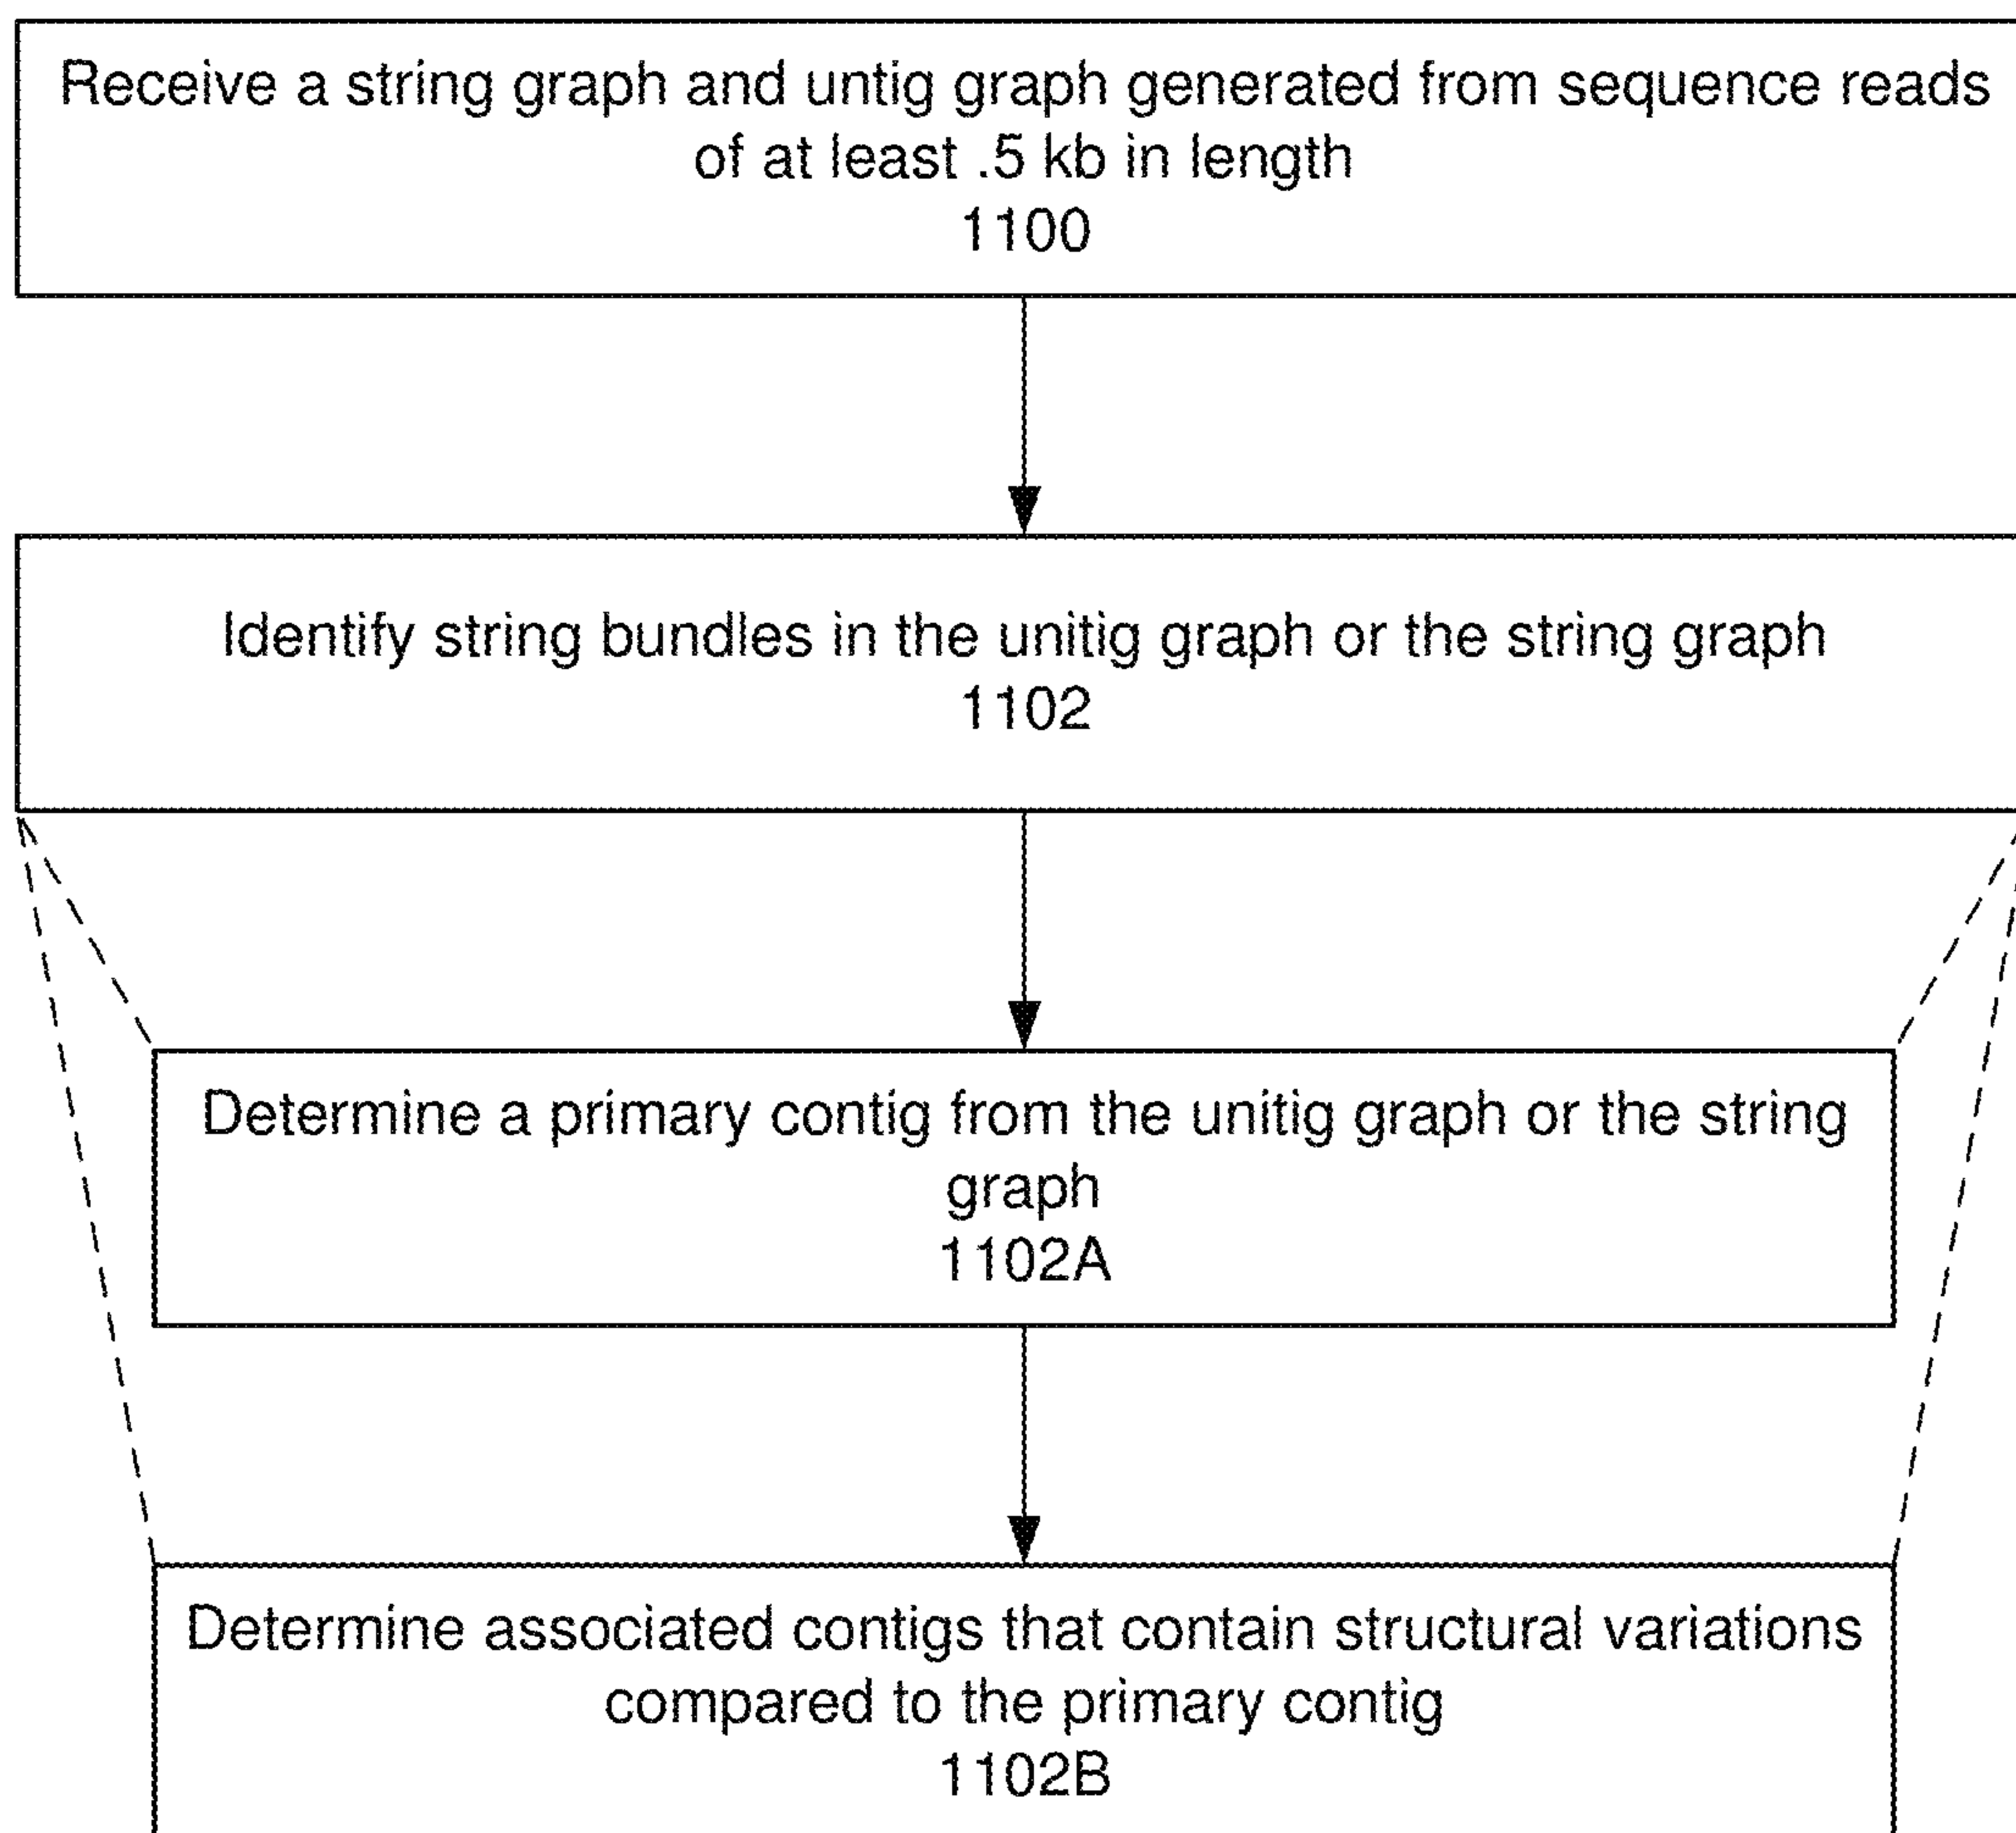 Receive a string graph and untig graph generated from sequence reads
of at least .5 kb in length
1100
Identify string bundles in the unitig graph or the string graph
1102
Determine a primary contig from the unitig graph or the string
graph
1102A
Determine associated contigs that contain structural variations
compared to the primary contig
1102B